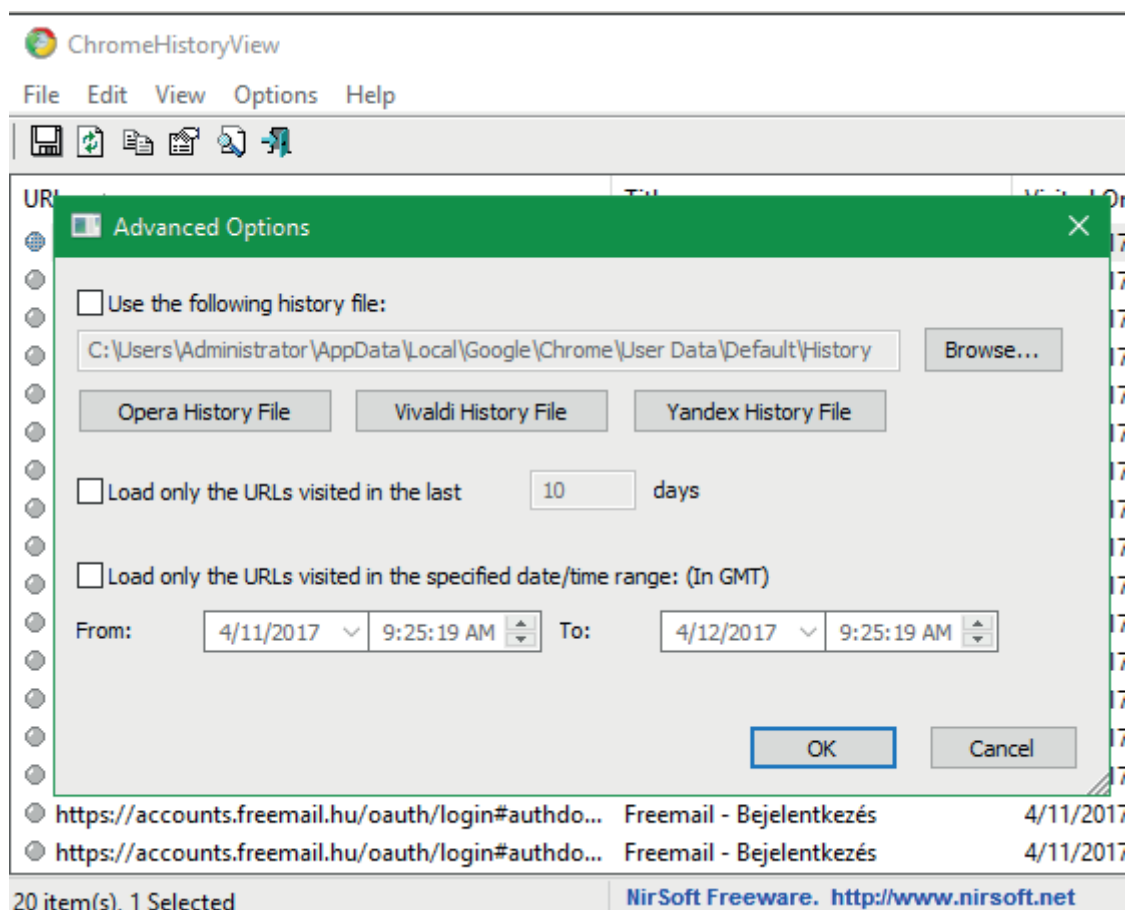 ChromeHistoryView
File Edit View Options Help
Advanced Options
Use the following history file:
C:\Users\Administrator\AppData\Local\Google\Chrome\User Data\Default\History Browse...
Opera History File Vivaldi History File Yandex History File
Load only the URLs visited in the last 10 days
Load only the URLs visited in the specified date/time range: (In GMT)
From: 4/11/2017 9:25:19 AM To: 4/12/2017 9:25:19 AM
OK Cancel
https://accounts.freemail.hu/oauth/login#authdo... Freemail - Bejelentkezés 4/11/2017
https://accounts.freemail.hu/oauth/login#authdo... Freemail - Bejelentkezés 4/11/2017
20 item(s), 1 Selected NirSoft Freeware. http://www.nirsoft.net